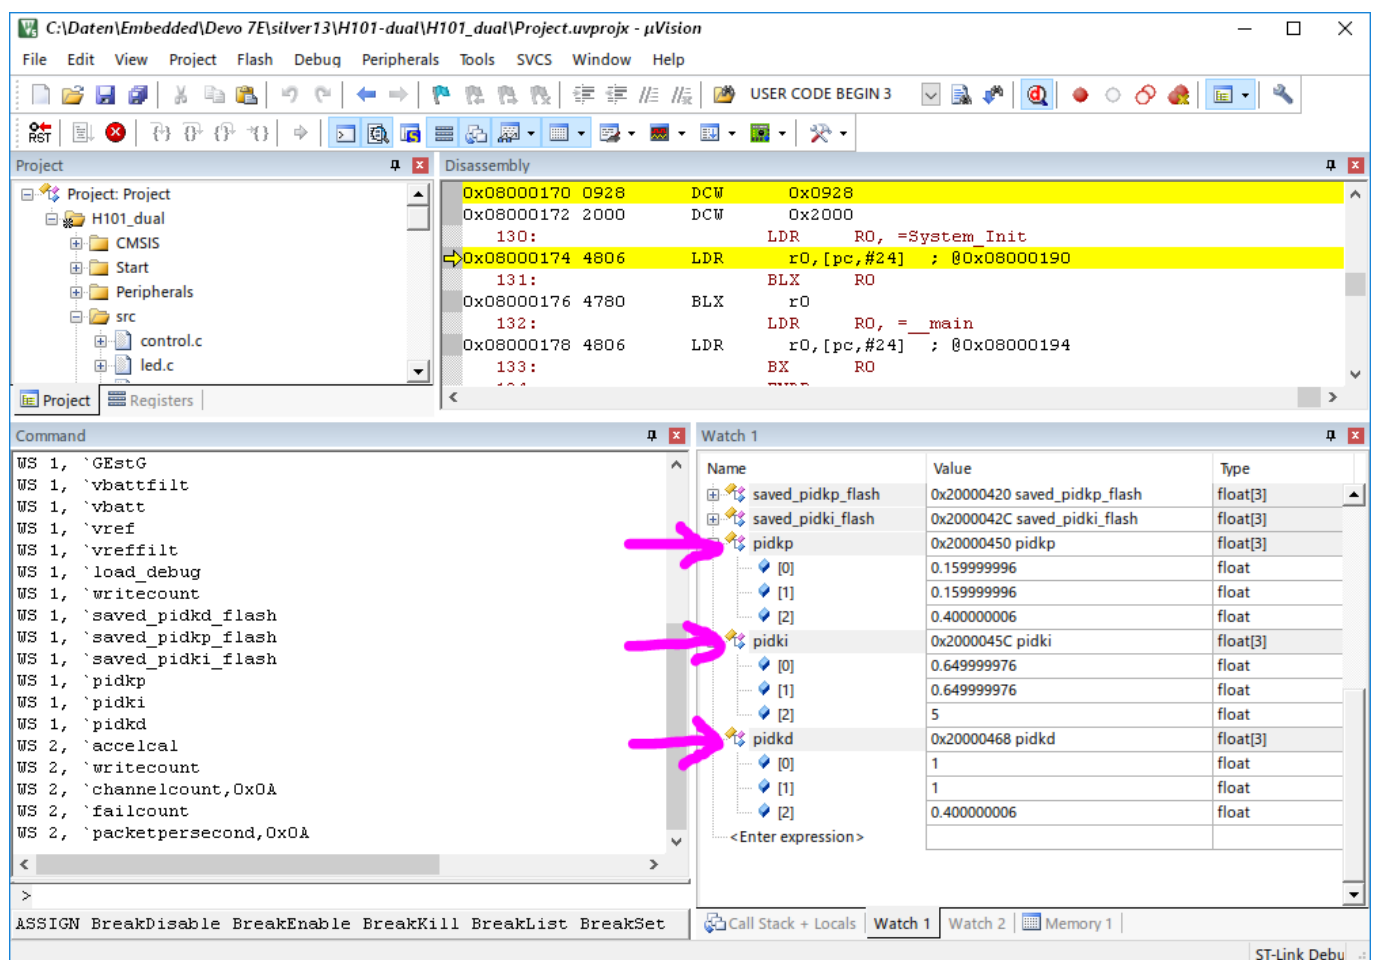 C:\Daten\Embedded\Devo 7E\silver13\H101-dual\H101_dual\Project.uvprojx - µVision
File Edit View Project Flash Debug Peripherals Tools SVCS Window Help
USER CODE BEGIN 3
RST
Project
Project: Project
H101_dual
CMSIS
Start
Peripherals
src
control.c
led.c
Project Registers
Disassembly
0x08000170 0928 DCW 0x0928
0x08000172 2000 DCW 0x2000
130: LDR R0, =System_Init
0x08000174 4806 LDR r0,[pc,#24] ; @0x08000190
131: BLX R0
0x08000176 4780 BLX r0
132: LDR R0, =__main
0x08000178 4806 LDR r0,[pc,#24] ; @0x08000194
133: BX R0
Command
WS 1, `GEstG
WS 1, `vbattfilt
WS 1, `vbatt
WS 1, `vref
WS 1, `vreffilt
WS 1, `load_debug
WS 1, `writecount
WS 1, `saved_pidkd_flash
WS 1, `saved_pidkp_flash
WS 1, `saved_pidki_flash
WS 1, `pidkp
WS 1, `pidki
WS 1, `pidkd
WS 2, `accelcal
WS 2, `writecount
WS 2, `channelcount,0x0A
WS 2, `failcount
WS 2, `packetpersecond,0x0A
>
ASSIGN BreakDisable BreakEnable BreakKill BreakList BreakSet
Watch 1
Name Value Type
saved_pidkp_flash 0x20000420 saved_pidkp_flash float[3]
saved_pidki_flash 0x2000042C saved_pidki_flash float[3]
pidkp 0x20000450 pidkp float[3]
[0] 0.159999996 float
[1] 0.159999996 float
[2] 0.400000006 float
pidki 0x2000045C pidki float[3]
[0] 0.649999976 float
[1] 0.649999976 float
[2] 5 float
pidkd 0x20000468 pidkd float[3]
[0] 1 float
[1] 1 float
[2] 0.400000006 float
<Enter expression>
Call Stack + Locals Watch 1 Watch 2 Memory 1
ST-Link Debu